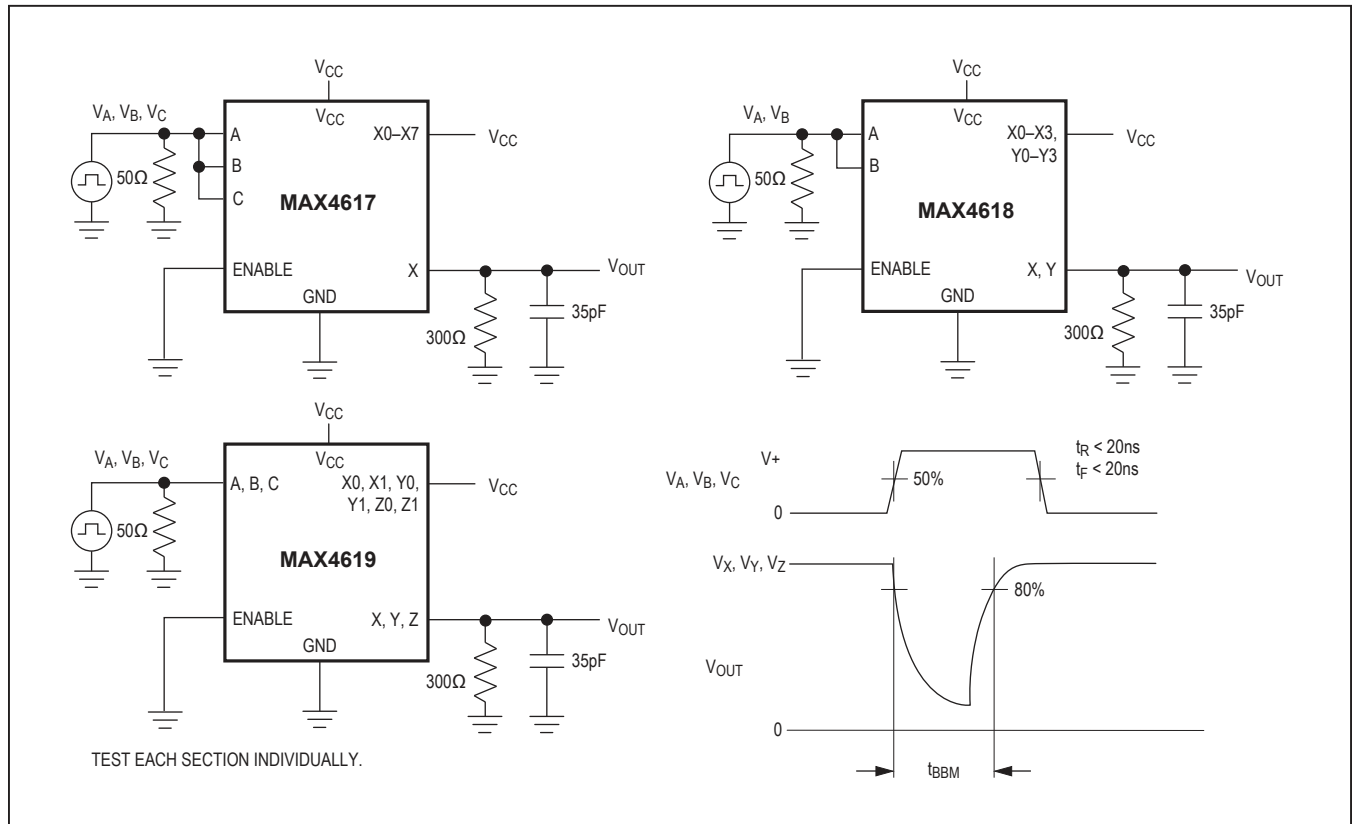 VCC
VCC
VA, VB, VC
A
X0–X7
VCC
50Ω
B
C
MAX4617
ENABLE
X
VOUT
GND
300Ω
35pF
VCC
VCC
VA, VB
A
X0–X3,
Y0–Y3
VCC
50Ω
B
MAX4618
ENABLE
X, Y
VOUT
GND
300Ω
35pF
VCC
VCC
VA, VB, VC
A, B, C
X0, X1, Y0,
Y1, Z0, Z1
VCC
50Ω
MAX4619
ENABLE
X, Y, Z
VOUT
GND
300Ω
35pF
TEST EACH SECTION INDIVIDUALLY.
V+
tR < 20ns
tF < 20ns
VA, VB, VC
50%
0
VX, VY, VZ
80%
VOUT
0
tBBM